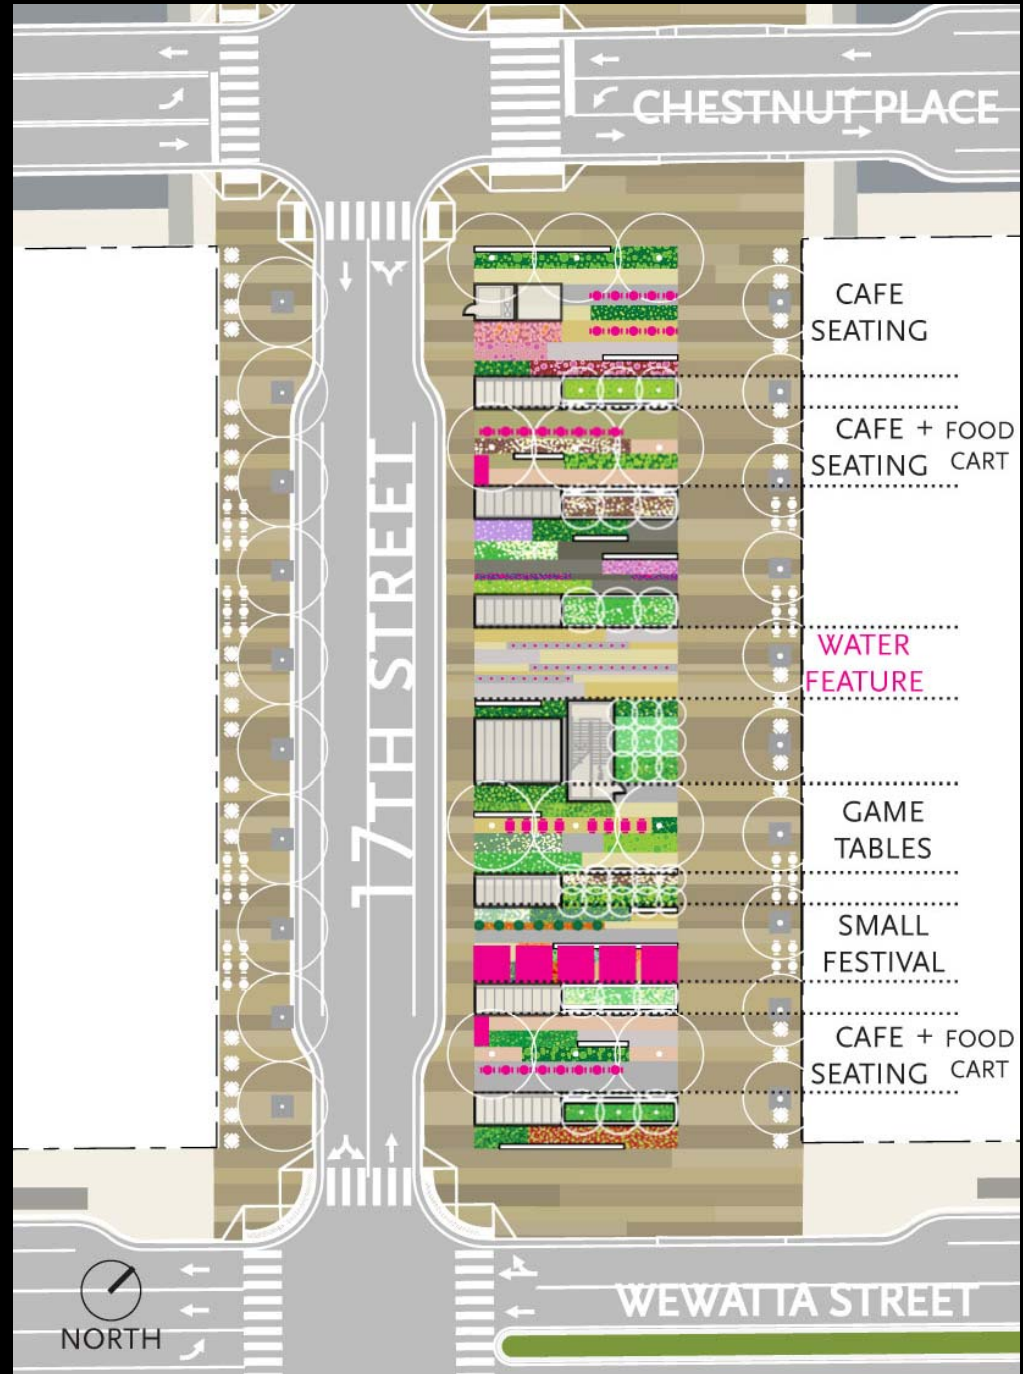 CHESTNUT PLACE
CAFE
SEATING
CAFE + FOOD
SEATING CART
17TH STREET
WATER
FEATURE
GAME
TABLES
SMALL
FESTIVAL
CAFE + FOOD
SEATING CART
WEWATTA STREET
NORTH